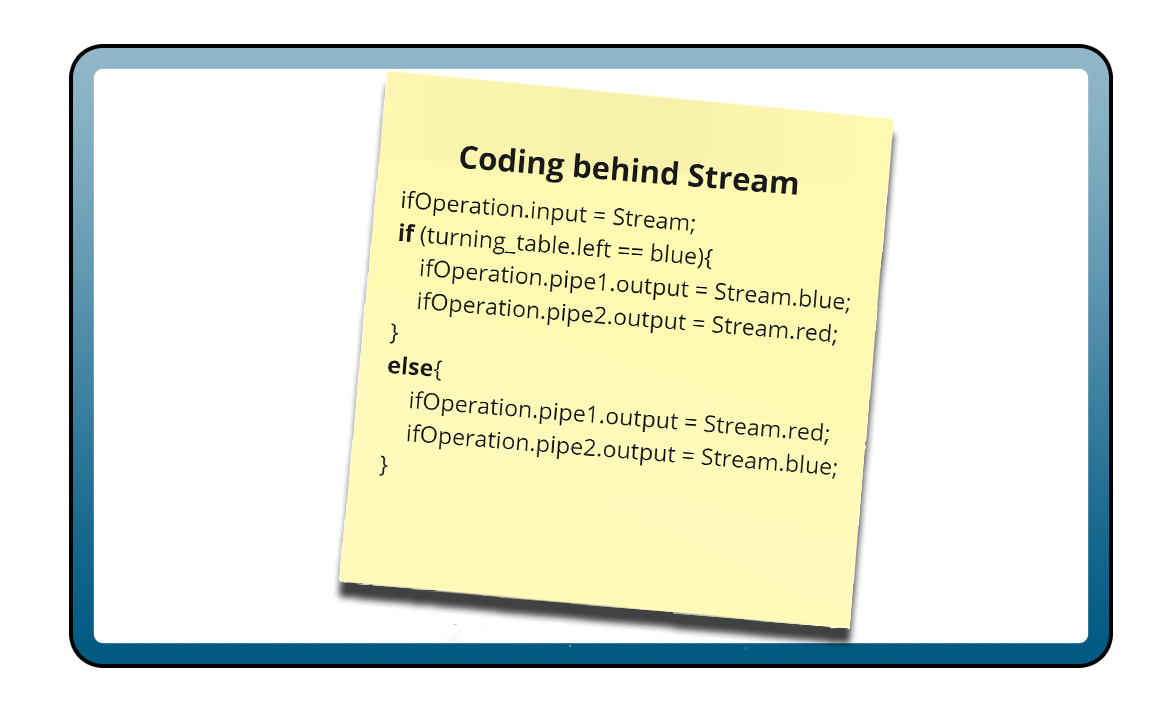 Coding behind Stream
ifOperation.input = Stream;
if (turning_table.left == blue){
ifOperation.pipe1.output = Stream.blue;
ifOperation.pipe2.output = Stream.red;
}
else{
ifOperation.pipe1.output = Stream.red;
ifOperation.pipe2.output = Stream.blue;
}